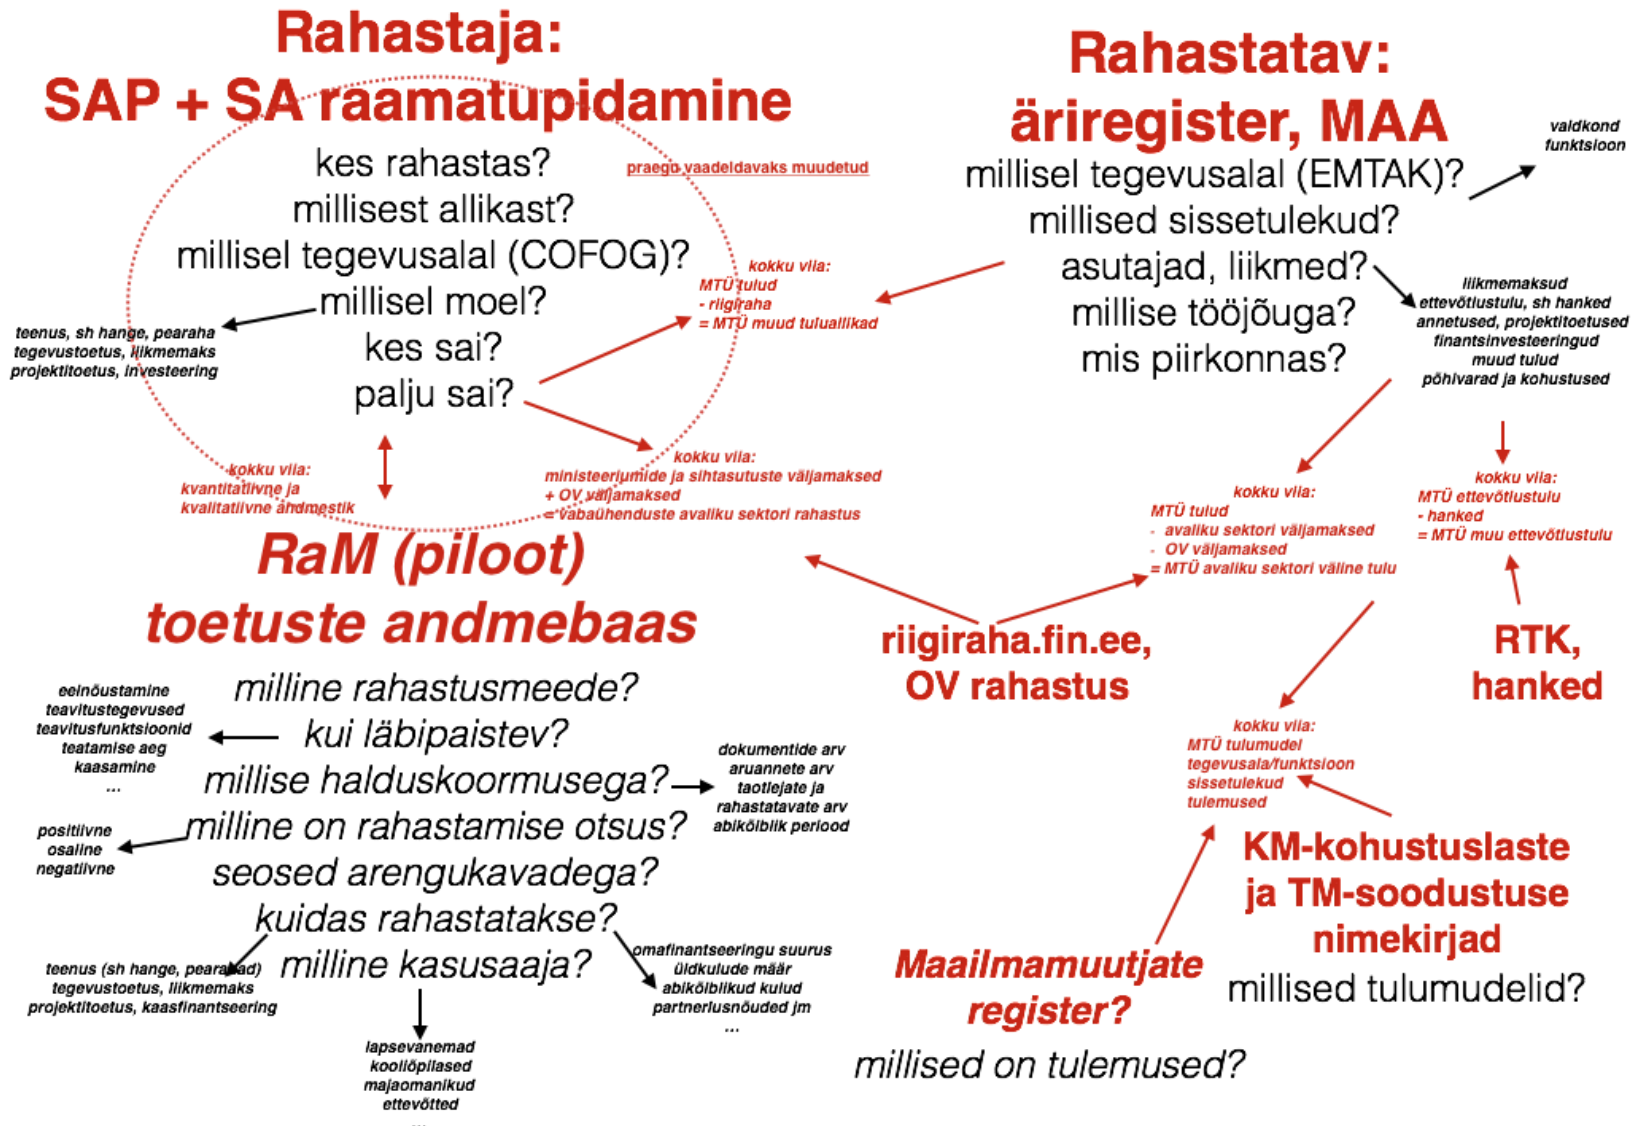 Rahastaja:
SAP + SA raamatupidamine
kes rahastas?
millisest allikast?
millisel tegevusalal (COFOG)?
millisel moel?
kes sai?
palju sai?
praegu vaadeldavaks muudetud
teenus, sh hange, pearaha
tegevustoetus, liikmemaks
projektitoetus, investeering
kokku viia:
MTÜ tulud
- riigiraha
= MTÜ muud tuluallikad
kokku viia:
kvantitatiivne ja
kvalitatiivne andmestik
kokku viia:
ministeeriumide ja sihtasutuste väljamaksed
+ OV väljamaksed
= vabaühenduste avaliku sektori rahastus
Rahastatav:
äriregister, MAA
millisel tegevusalal (EMTAK)?
millised sissetulekud?
asutajad, liikmed?
millise tööjõuga?
mis piirkonnas?
valdkond
funktsioon
liikmemaksud
ettevõtlustulu, sh hanked
annetused, projektitoetused
finantsinvesteeringud
muud tulud
põhivarad ja kohustused
kokku viia:
MTÜ tulud
- avaliku sektori väljamaksed
- OV väljamaksed
= MTÜ avaliku sektori väline tulu
kokku viia:
MTÜ ettevõtlustulu
- hanked
= MTÜ muu ettevõtlustulu
RaM (piloot)
toetuste andmebaas
milline rahastusmeede?
kui läbipaistev?
millise halduskoormusega?
milline on rahastamise otsus?
seosed arengukavadega?
kuidas rahastatakse?
milline kasusaaja?
eelnõustamine
teavitustegevused
teavitusfunktsioonid
teatamise aeg
kaasamine
...
dokumentide arv
aruannete arv
taotlejate ja
rahastatavate arv
abikõlblik periood
positiivne
osaline
negatiivne
teenus (sh hange, pearahad)
tegevustoetus, liikmemaks
projektitoetus, kaasfinantseering
omafinantseeringu suurus
üldkulude määr
abikõlblikud kulud
partnerlusnõuded jm
...
lapsevanemad
kooliõpilased
majaomanikud
ettevõtted
...
riigiraha.fin.ee,
OV rahastus
RTK,
hanked
kokku viia:
MTÜ tulumudel
tegevusala/funktsioon
sissetulekud
tulemused
KM-kohustuslaste
ja TM-soodustuse
nimekirjad
millised tulumudelid?
Maailmamuutjate
register?
millised on tulemused?